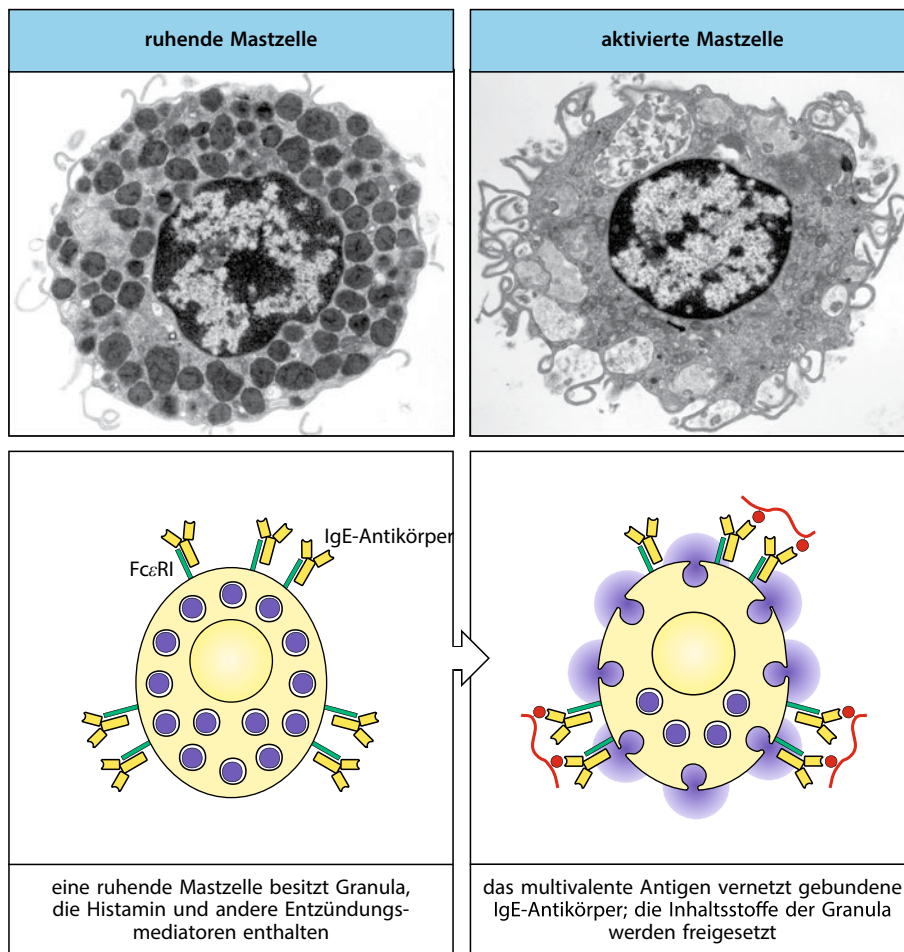 ruhende Mastzelle
aktivierte Mastzelle
IgE-Antikörper
FcεRI
eine ruhende Mastzelle besitzt Granula,
die Histamin und andere Entzündungs-
mediatoren enthalten
das multivalente Antigen vernetzt gebundene
IgE-Antikörper; die Inhaltsstoffe der Granula
werden freigesetzt